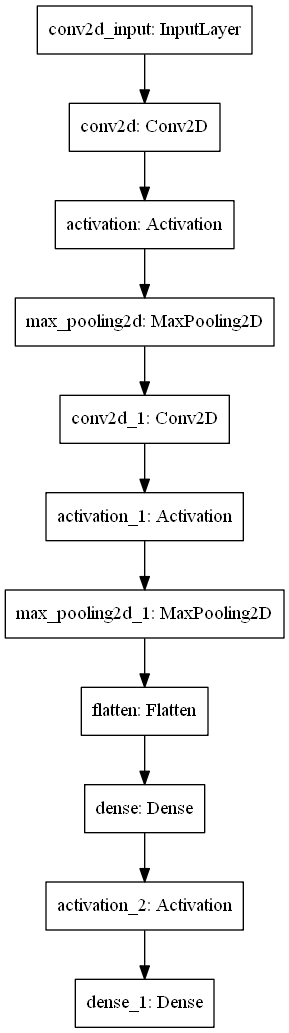 conv2d_input: InputLayer
conv2d: Conv2D
activation: Activation
max_pooling2d: MaxPooling2D
conv2d_1: Conv2D
activation_1: Activation
max_pooling2d_1: MaxPooling2D
flatten: Flatten
dense: Dense
activation_2: Activation
dense_1: Dense